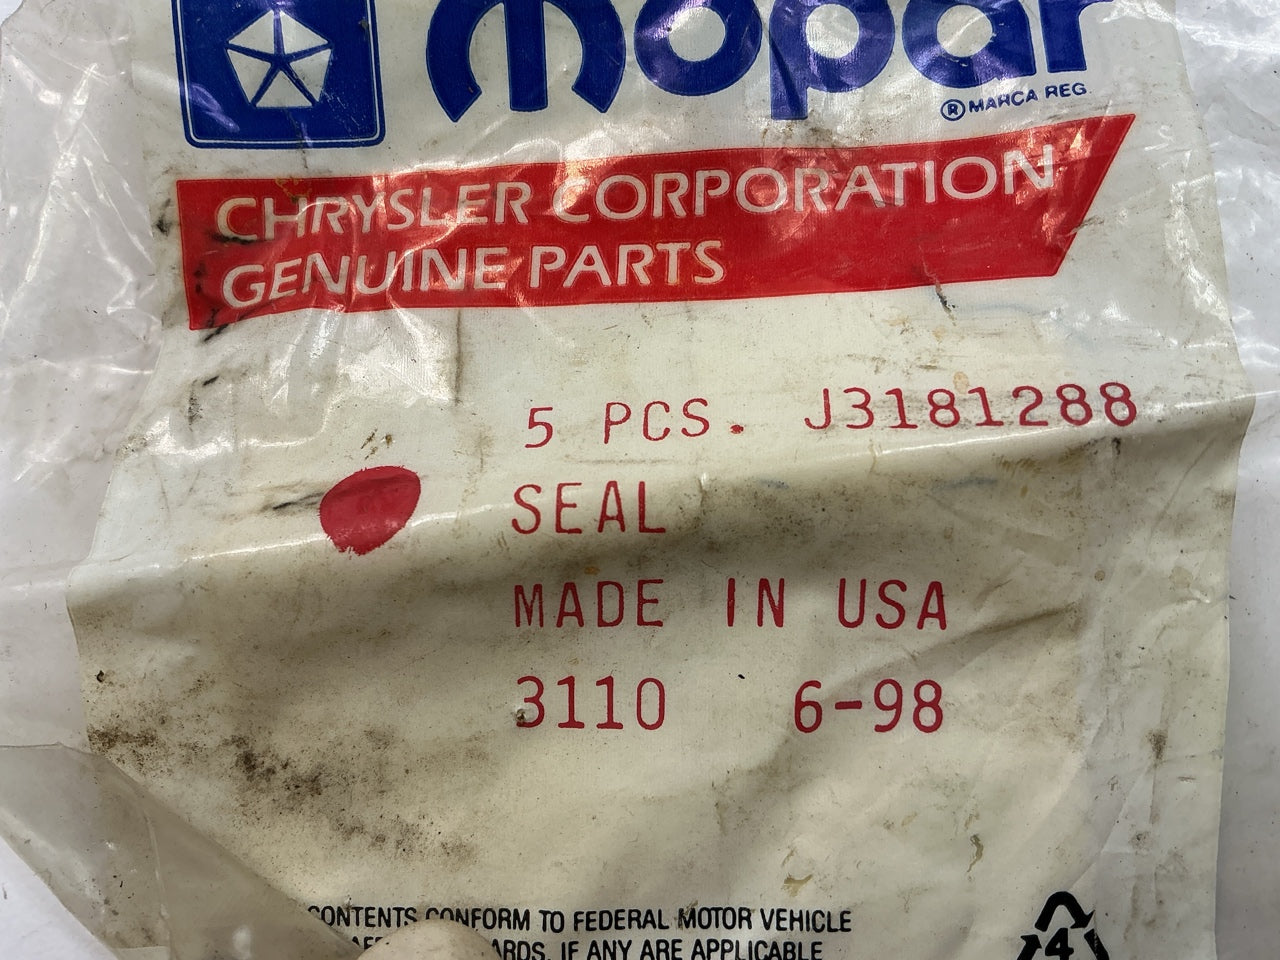 mopar
® MARCA REG.
CHRYSLER CORPORATION
GENUINE PARTS
5 PCS. J3181288
SEAL
MADE IN USA
3110 6-98
CONTENTS CONFORM TO FEDERAL MOTOR VEHICLE
IF ANY ARE APPLICABLE
4